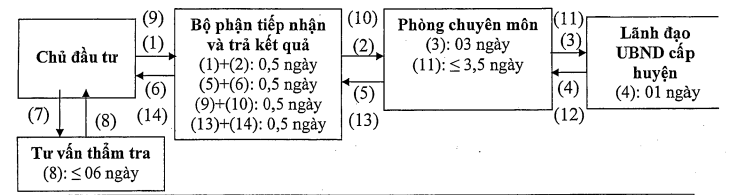 (9)
(1)
(10)
(2)
(11)
(3)
Chủ đầu tư
Bộ phận tiếp nhận
và trả kết quả
(1)+(2): 0,5 ngày
(5)+(6): 0,5 ngày
(9)+(10): 0,5 ngày
(13)+(14): 0,5 ngày
Phòng chuyên môn
(3): 03 ngày
(11): ≤ 3,5 ngày
Lãnh đạo
UBND cấp
huyện
(4): 01 ngày
(6)
(14)
(5)
(13)
(4)
(12)
(7)
(8)
Tư vấn thẩm tra
(8): ≤ 06 ngày